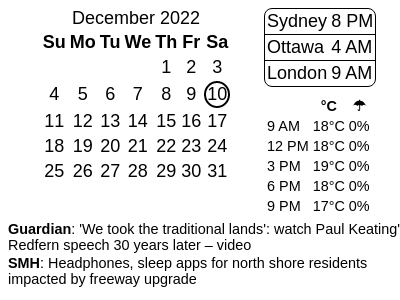 December 2022
Su Mo Tu We Th Fr Sa
1 2 3
4 5 6 7 8 9 10
11 12 13 14 15 16 17
18 19 20 21 22 23 24
25 26 27 28 29 30 31
Sydney 8 PM
Ottawa 4 AM
London 9 AM
°C ☂
9 AM 18°C 0%
12 PM 18°C 0%
3 PM 19°C 0%
6 PM 18°C 0%
9 PM 17°C 0%
Guardian: 'We took the traditional lands': watch Paul Keating'
Redfern speech 30 years later – video
SMH: Headphones, sleep apps for north shore residents
impacted by freeway upgrade